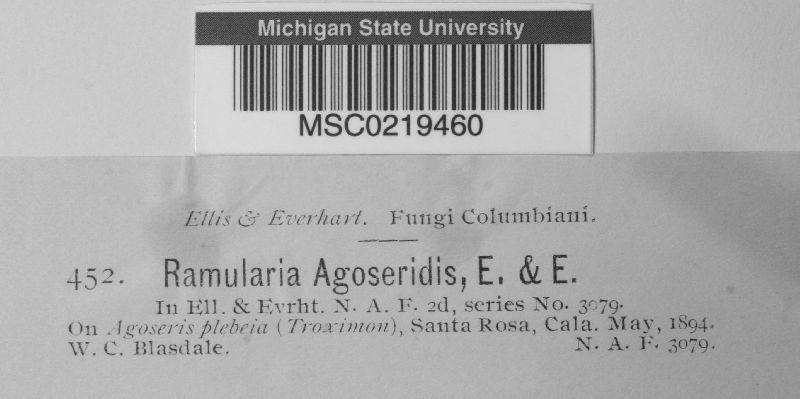 Michigan State University
MSC0219460
Ellis & Everhart. Fungi Columbiani.
452. Ramularia Agoseridis, E. & E.
In Ell. & Evrht. N. A. F. 2d, series No. 3079.
On Agoseris plebeia (Troximon), Santa Rosa, Cala. May, 1894.
W. C. Blasdale. N. A. F. 3079.